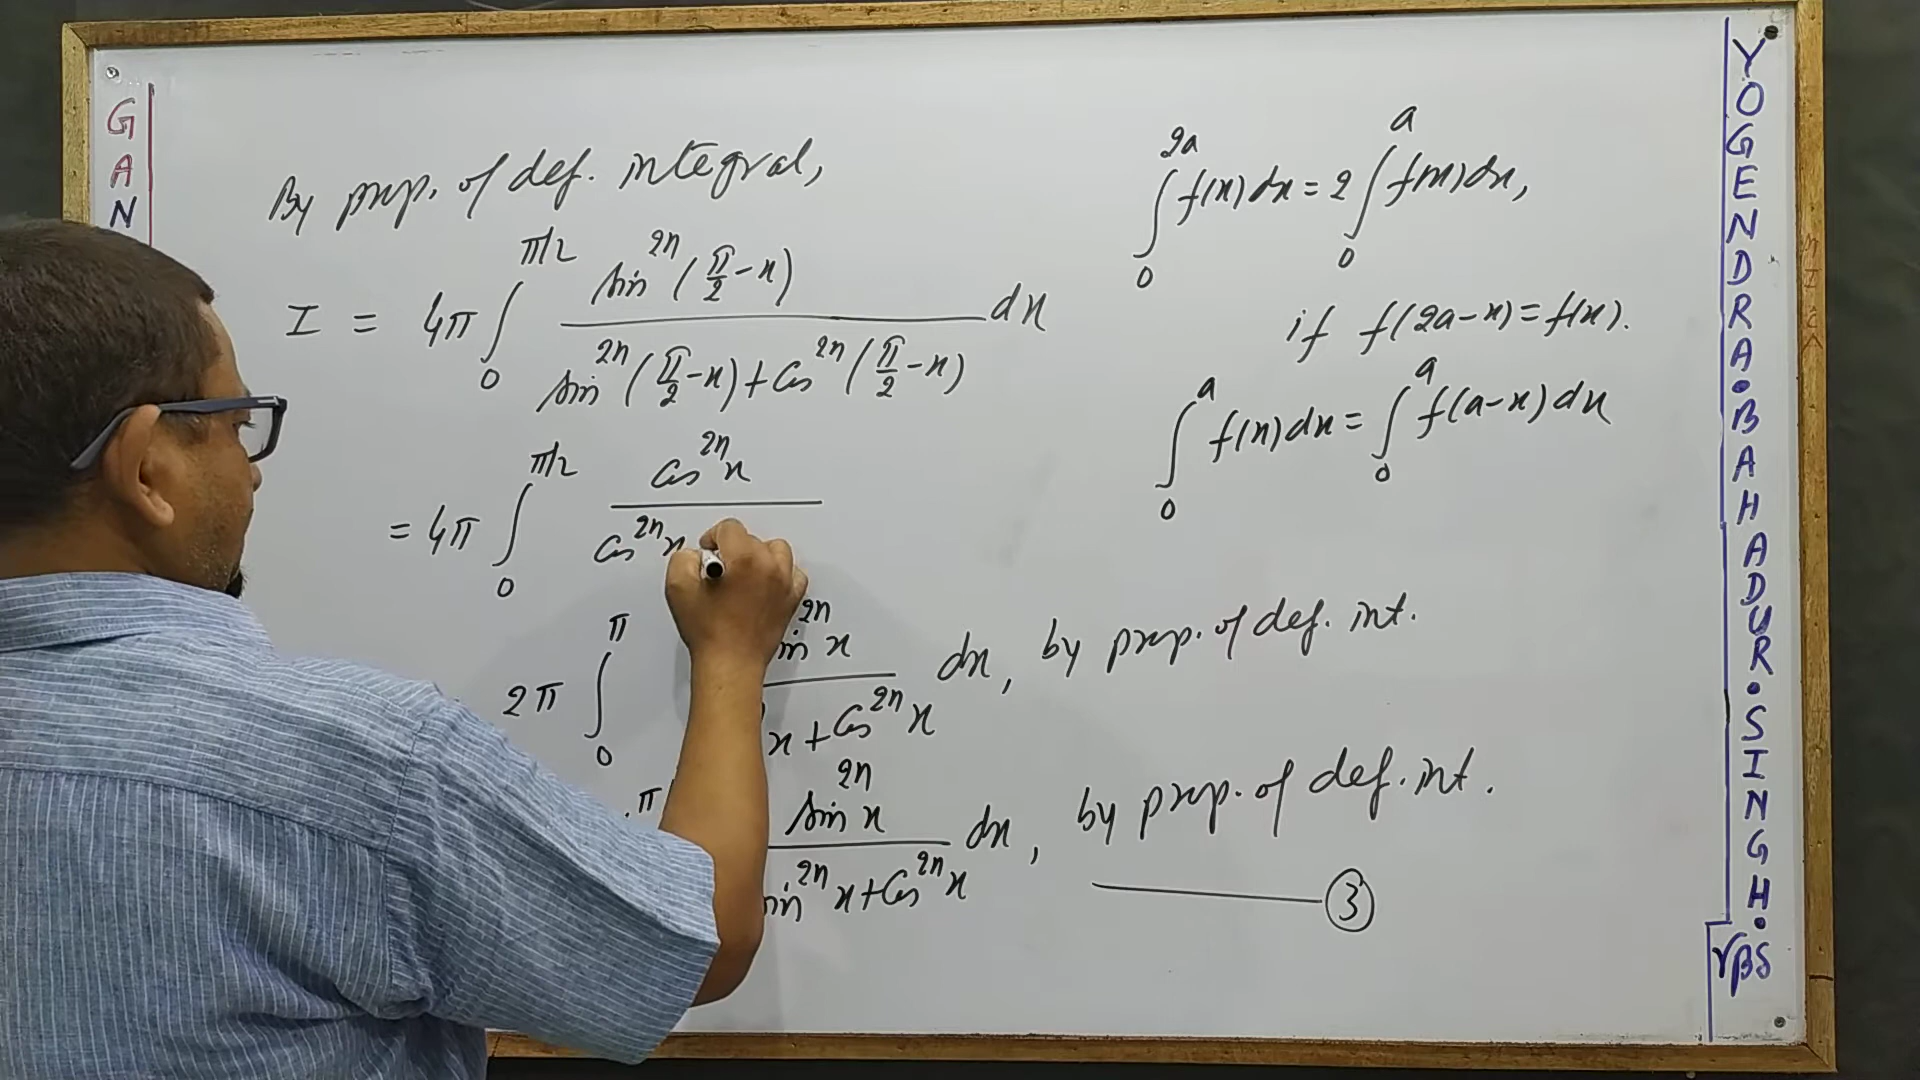 GAN
By prop. of def. integral,
I = 4π ∫₀^{π/2} sin^{2n}(π/2-x) / sin^{2n}(π/2-x)+Cos^{2n}(π/2-x) dx
= 4π ∫₀^{π/2} Cos^{2n}x / Cos^{2n}x
2π ∫₀^{π} sin^{2n}x / x+Cos^{2n}x dx, by prop. of def. int.
π sin^{2n}x / sin^{2n}x+Cos^{2n}x dx, by prop. of def. int.
③
∫₀^{2a} f(x)dx = 2 ∫₀^{a} f(x)dx,
if f(2a-x)=f(x).
∫₀^{a} f(x)dx = ∫₀^{a} f(a-x)dx
YOGENDRA.BAHADUR.SINGH.
γβδ